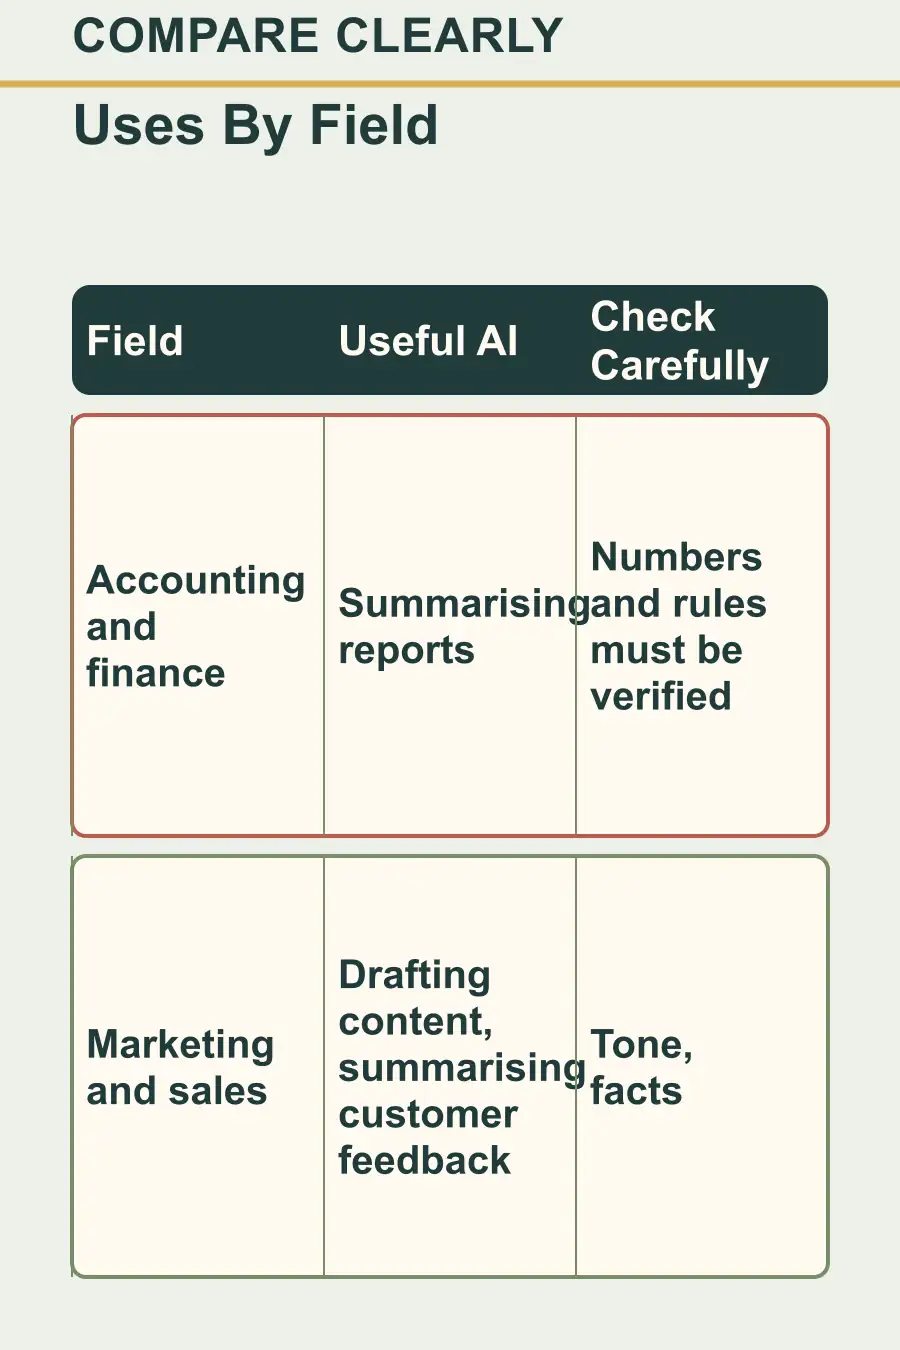 COMPARE CLEARLY
Uses By Field
Field
Useful AI
Check
Carefully
Accounting
and
finance
Summarising
reports
Numbers
and rules
must be
verified
Marketing
and sales
Drafting
content,
summarising
customer
feedback
Tone,
facts